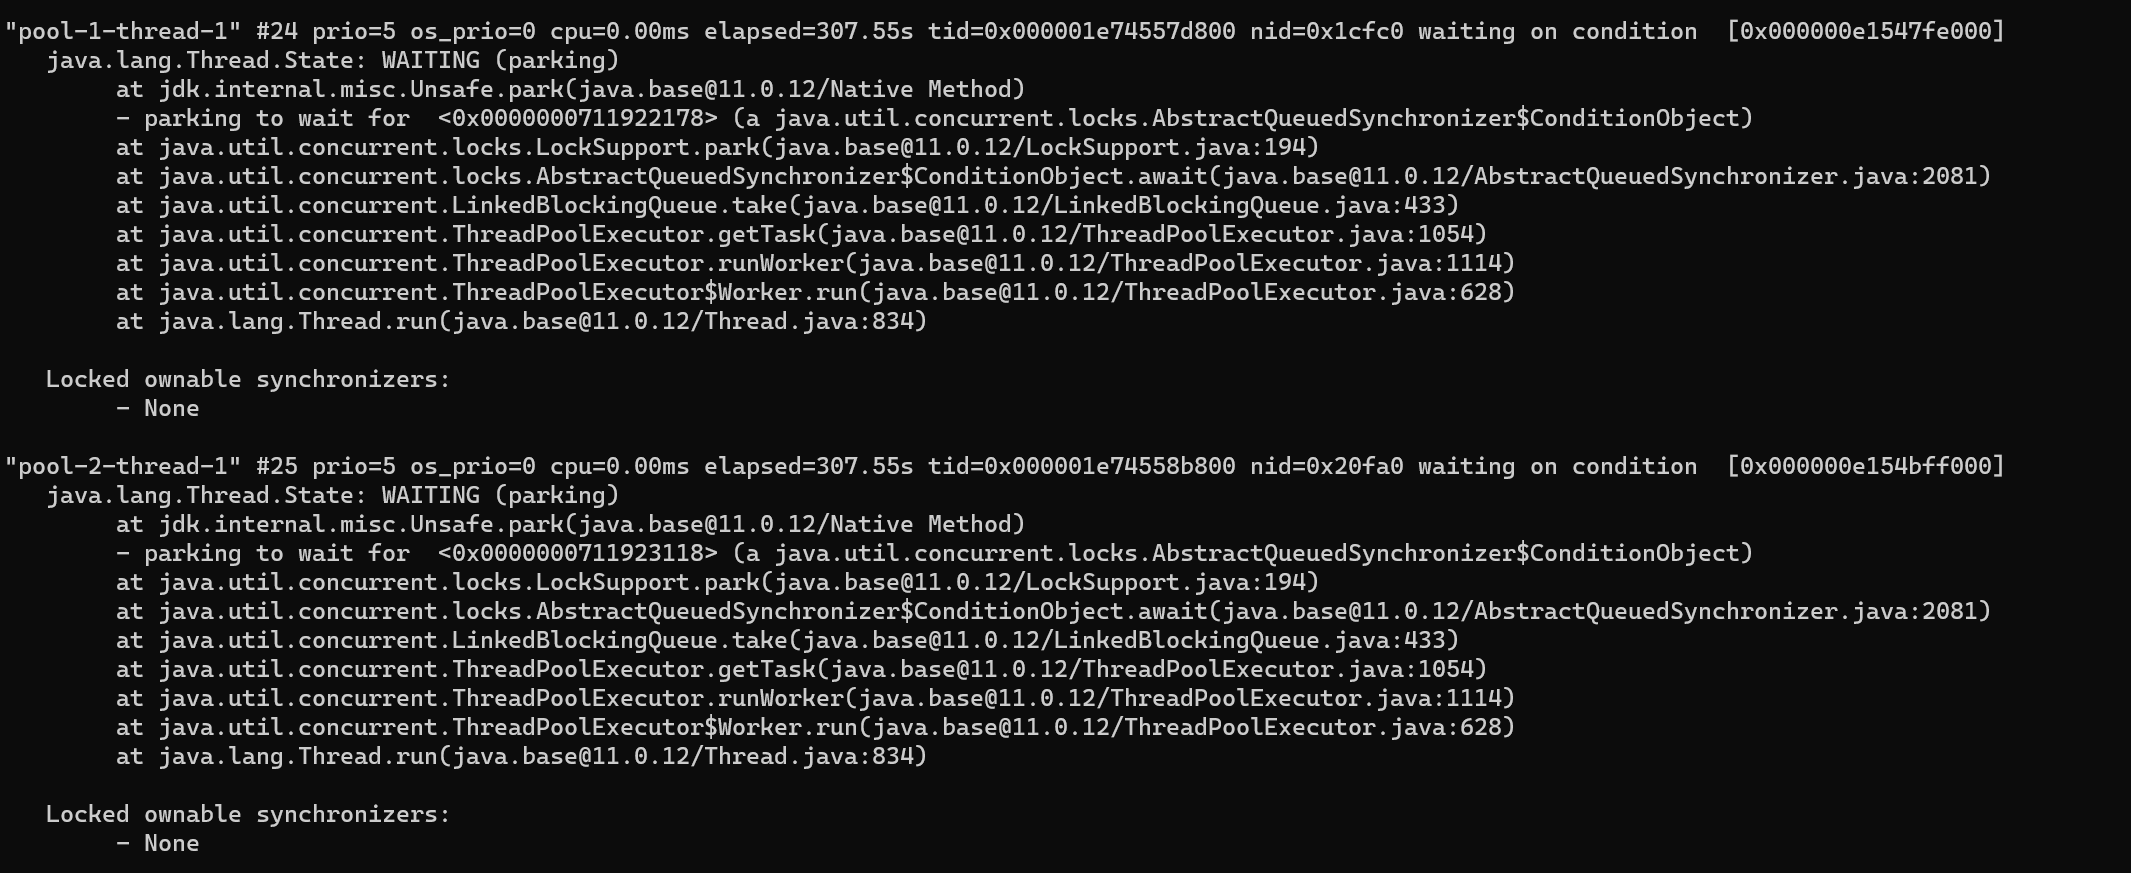 "pool-1-thread-1" #24 prio=5 os_prio=0 cpu=0.00ms elapsed=307.55s tid=0x000001e74557d800 nid=0x1cfc0 waiting on condition  [0x000000e1547fe000]
   java.lang.Thread.State: WAITING (parking)
        at jdk.internal.misc.Unsafe.park(java.base@11.0.12/Native Method)
        - parking to wait for  <0x0000000711922178> (a java.util.concurrent.locks.AbstractQueuedSynchronizer$ConditionObject)
        at java.util.concurrent.locks.LockSupport.park(java.base@11.0.12/LockSupport.java:194)
        at java.util.concurrent.locks.AbstractQueuedSynchronizer$ConditionObject.await(java.base@11.0.12/AbstractQueuedSynchronizer.java:2081)
        at java.util.concurrent.LinkedBlockingQueue.take(java.base@11.0.12/LinkedBlockingQueue.java:433)
        at java.util.concurrent.ThreadPoolExecutor.getTask(java.base@11.0.12/ThreadPoolExecutor.java:1054)
        at java.util.concurrent.ThreadPoolExecutor.runWorker(java.base@11.0.12/ThreadPoolExecutor.java:1114)
        at java.util.concurrent.ThreadPoolExecutor$Worker.run(java.base@11.0.12/ThreadPoolExecutor.java:628)
        at java.lang.Thread.run(java.base@11.0.12/Thread.java:834)

   Locked ownable synchronizers:
        - None

"pool-2-thread-1" #25 prio=5 os_prio=0 cpu=0.00ms elapsed=307.55s tid=0x000001e74558b800 nid=0x20fa0 waiting on condition  [0x000000e154bff000]
   java.lang.Thread.State: WAITING (parking)
        at jdk.internal.misc.Unsafe.park(java.base@11.0.12/Native Method)
        - parking to wait for  <0x0000000711923118> (a java.util.concurrent.locks.AbstractQueuedSynchronizer$ConditionObject)
        at java.util.concurrent.locks.LockSupport.park(java.base@11.0.12/LockSupport.java:194)
        at java.util.concurrent.locks.AbstractQueuedSynchronizer$ConditionObject.await(java.base@11.0.12/AbstractQueuedSynchronizer.java:2081)
        at java.util.concurrent.LinkedBlockingQueue.take(java.base@11.0.12/LinkedBlockingQueue.java:433)
        at java.util.concurrent.ThreadPoolExecutor.getTask(java.base@11.0.12/ThreadPoolExecutor.java:1054)
        at java.util.concurrent.ThreadPoolExecutor.runWorker(java.base@11.0.12/ThreadPoolExecutor.java:1114)
        at java.util.concurrent.ThreadPoolExecutor$Worker.run(java.base@11.0.12/ThreadPoolExecutor.java:628)
        at java.lang.Thread.run(java.base@11.0.12/Thread.java:834)

   Locked ownable synchronizers:
        - None